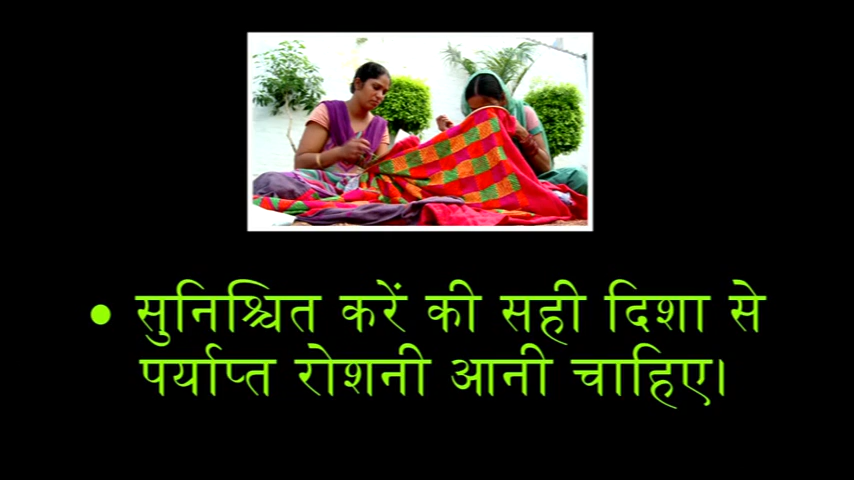 • सुनिश्चित करें की सही दिशा से
पर्याप्त रोशनी आनी चाहिए।